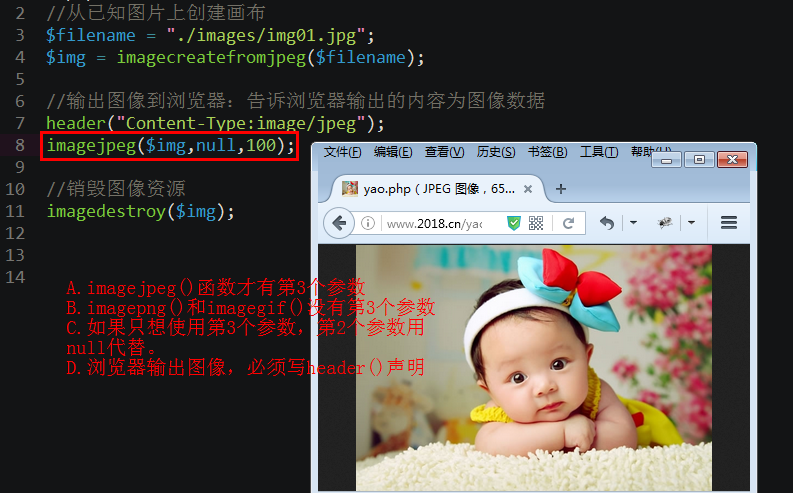 2 //从已知图片上创建画布
3 $filename = "./images/img01.jpg";
4 $img = imagecreatefromjpeg($filename);
5
6 //输出图像到浏览器：告诉浏览器输出的内容为图像数据
7 header("Content-Type:image/jpeg");
8 imagejpeg($img,null,100);
9
10 //销毁图像资源
11 imagedestroy($img);
12
13
14
文件(F) 编辑(E) 查看(V) 历史(S) 书签(B) 工具(T) 帮助(H)
yao.php ( JPEG 图像，65...
www.2018.cn/yao
A.imagejpeg()函数才有第3个参数
B.imagepng()和imagegif()没有第3个参数
C.如果只想使用第3个参数，第2个参数用
null代替。
D.浏览器输出图像，必须写header()声明